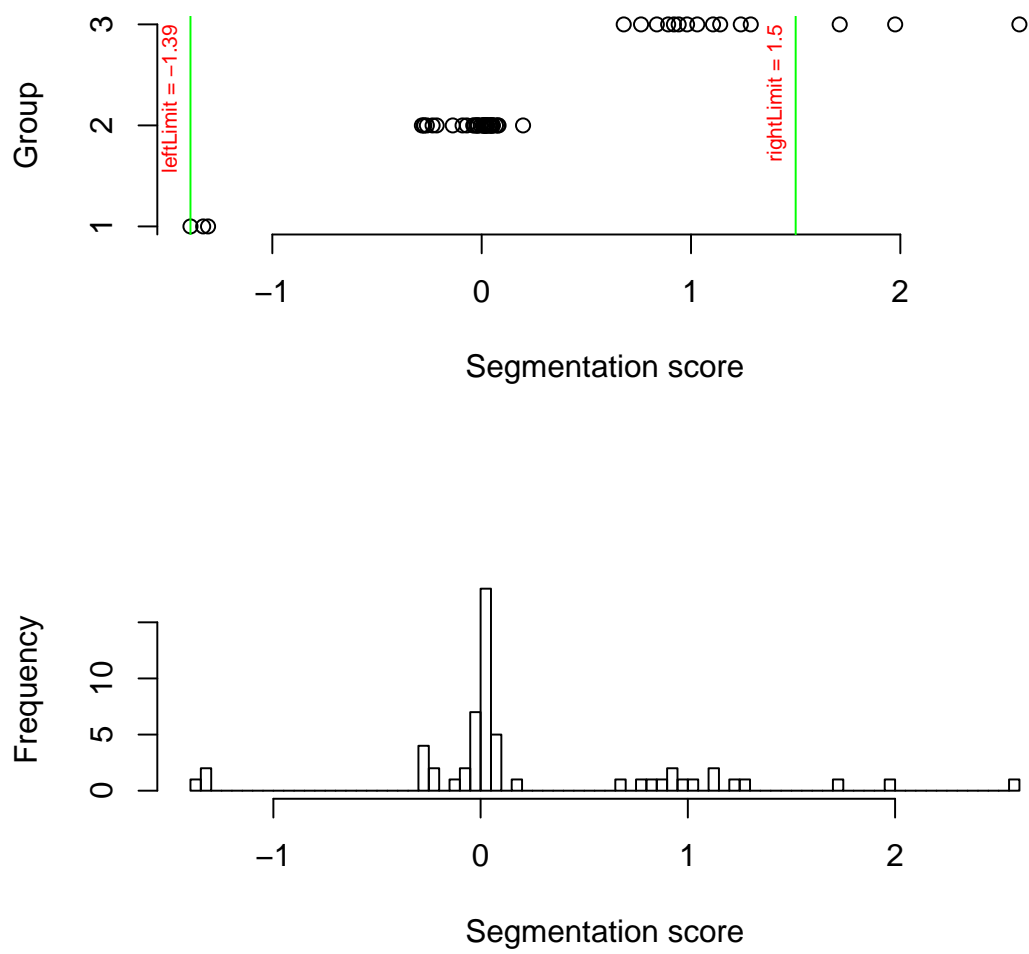 3
2
1
Group
leftLimit = −1.39
rightLimit = 1.5
−1 0 1 2
Segmentation score
10
5
0
Frequency
−1 0 1 2
Segmentation score